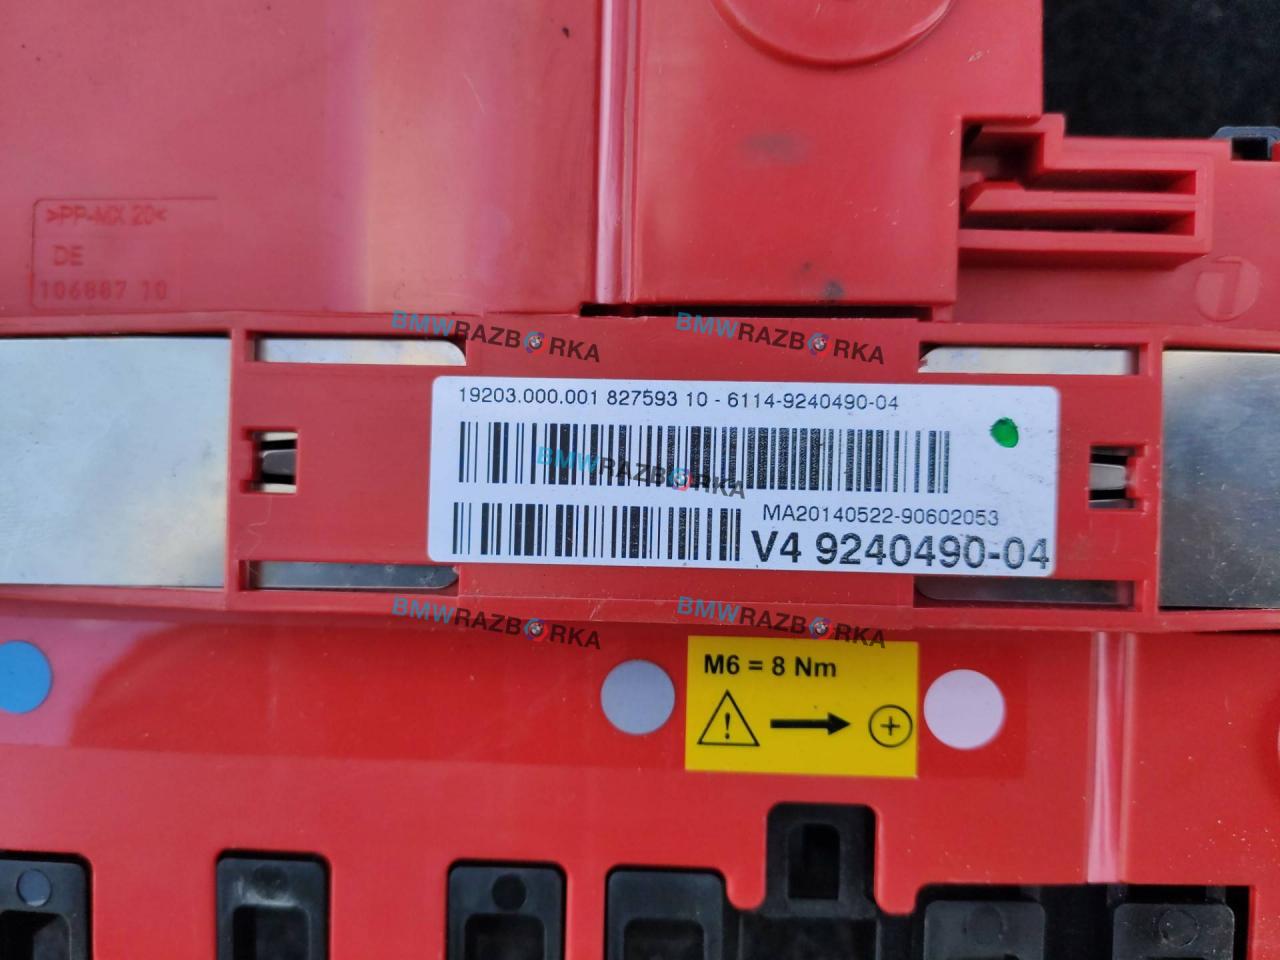 >PP-MX 20<
DE
106887 10
BMWRAZBORKA
BMWRAZBORKA
19203.000.001 827593 10 - 6114-9240490-04
BMWRAZBORKA
MA20140522-90602053
V4 9240490-04
BMWRAZBORKA
BMWRAZBORKA
M6 = 8 Nm
! +